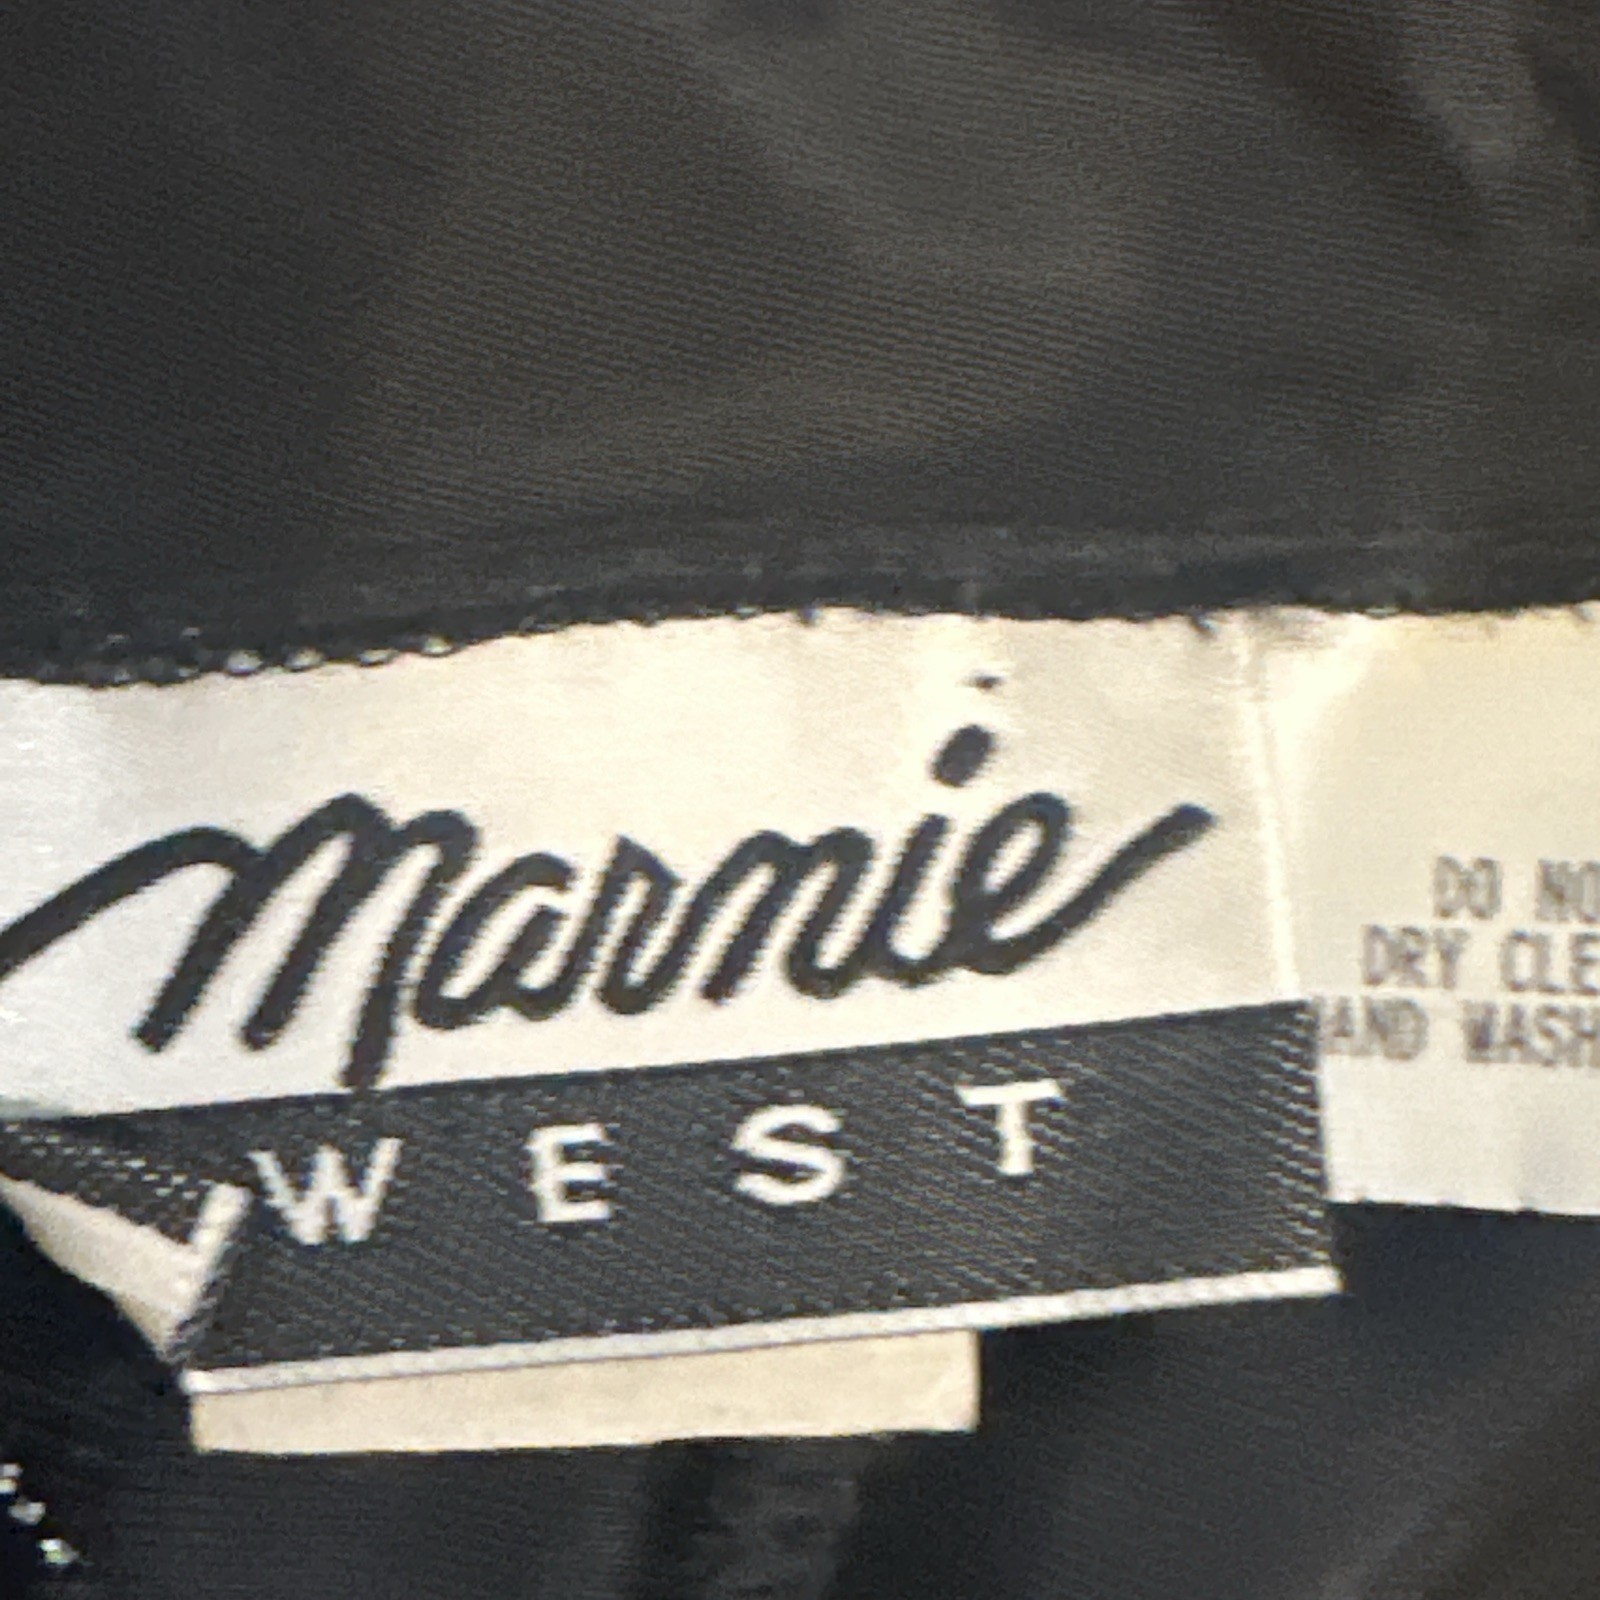 Marnie
WEST
DO NO
DRY CLE
AND WASH